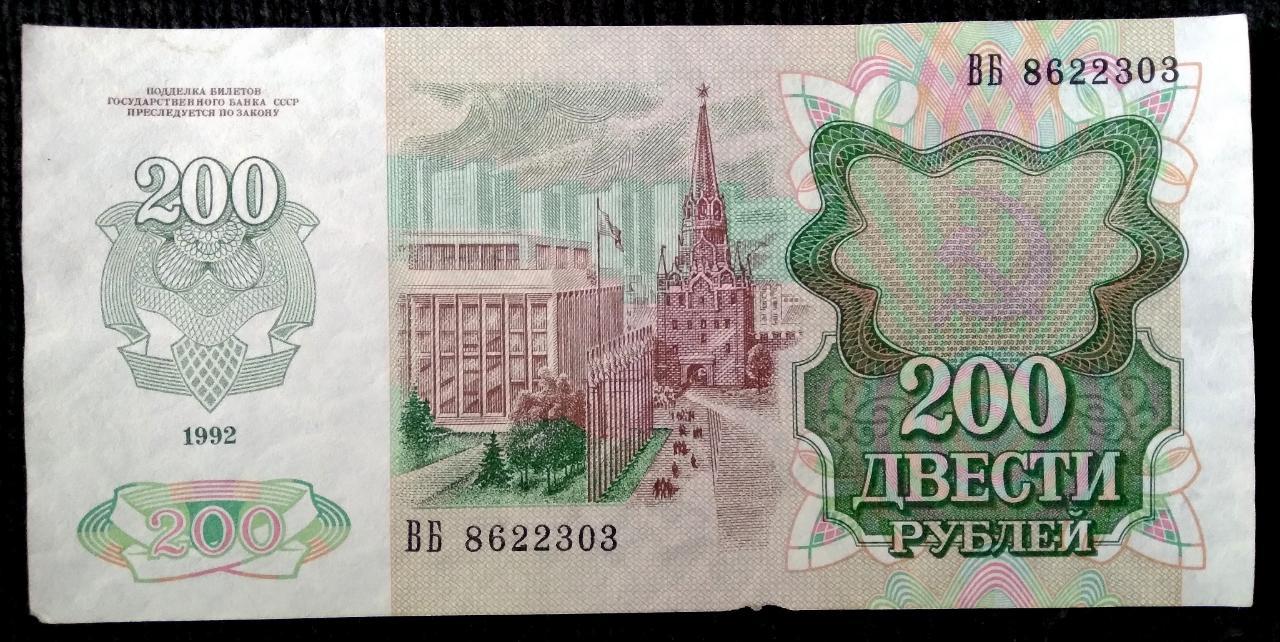 ПОДДЕЛКА БИЛЕТОВ
ГОСУДАРСТВЕННОГО БАНКА СССР
ПРЕСЛЕДУЕТСЯ ПО ЗАКОНУ
200
1992
200
ВБ 8622303
ВБ 8622303
200
ДВЕСТИ
РУБЛЕЙ